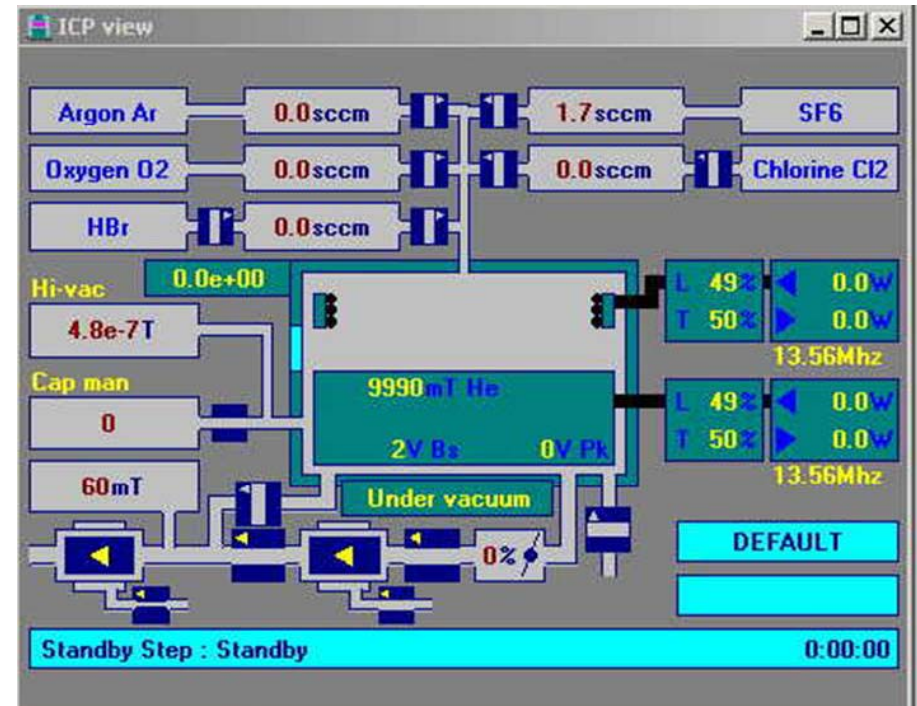 ICP view
Argon Ar 0.0sccm 1.7sccm SF6
Oxygen O2 0.0sccm 0.0sccm Chlorine Cl2
HBr 0.0sccm
Hi-vac 0.0e+00
4.8e-7T
L 49% 0.0W
T 50% 0.0W
13.56Mhz
Cap man
0
9990mT He
2V Bs 0V Pk
L 49% 0.0W
T 50% 0.0W
13.56Mhz
60mT
Under vacuum
0%
DEFAULT
Standby Step : Standby 0:00:00